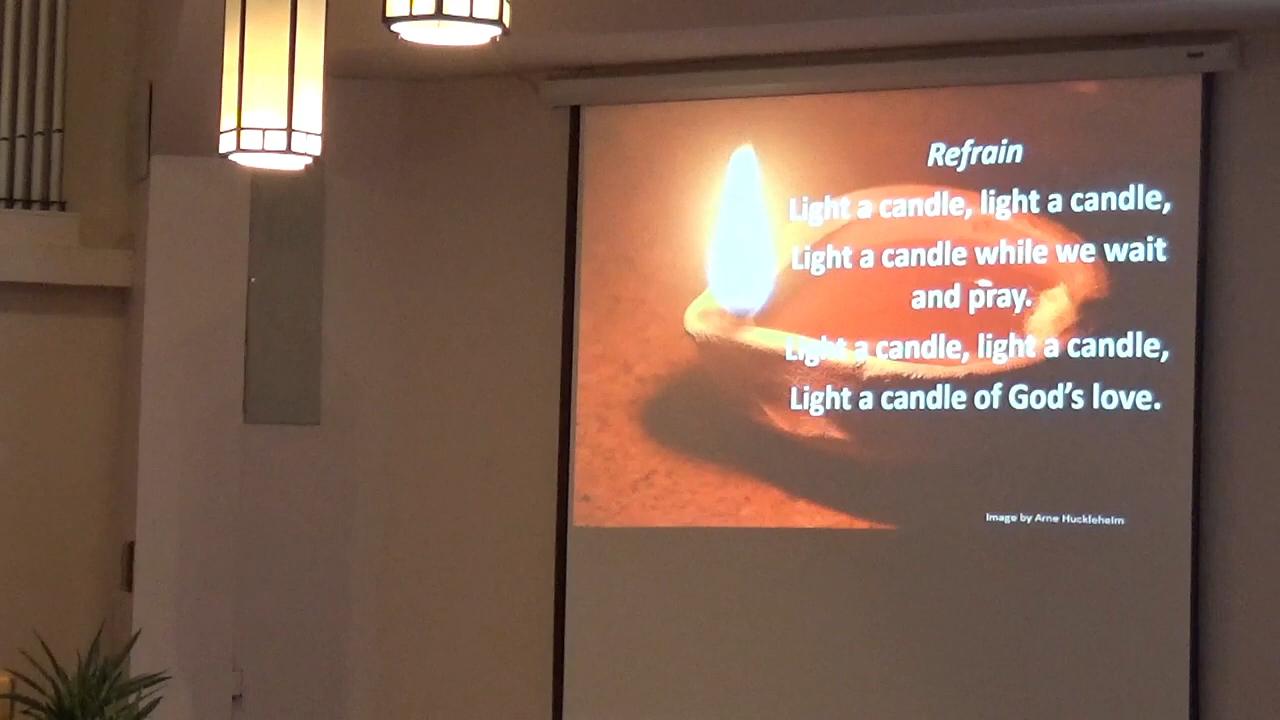 Refrain
Light a candle, light a candle,
Light a candle while we wait
and pray.
Light a candle, light a candle,
Light a candle of God's love.
Image by Arne Huckleheim